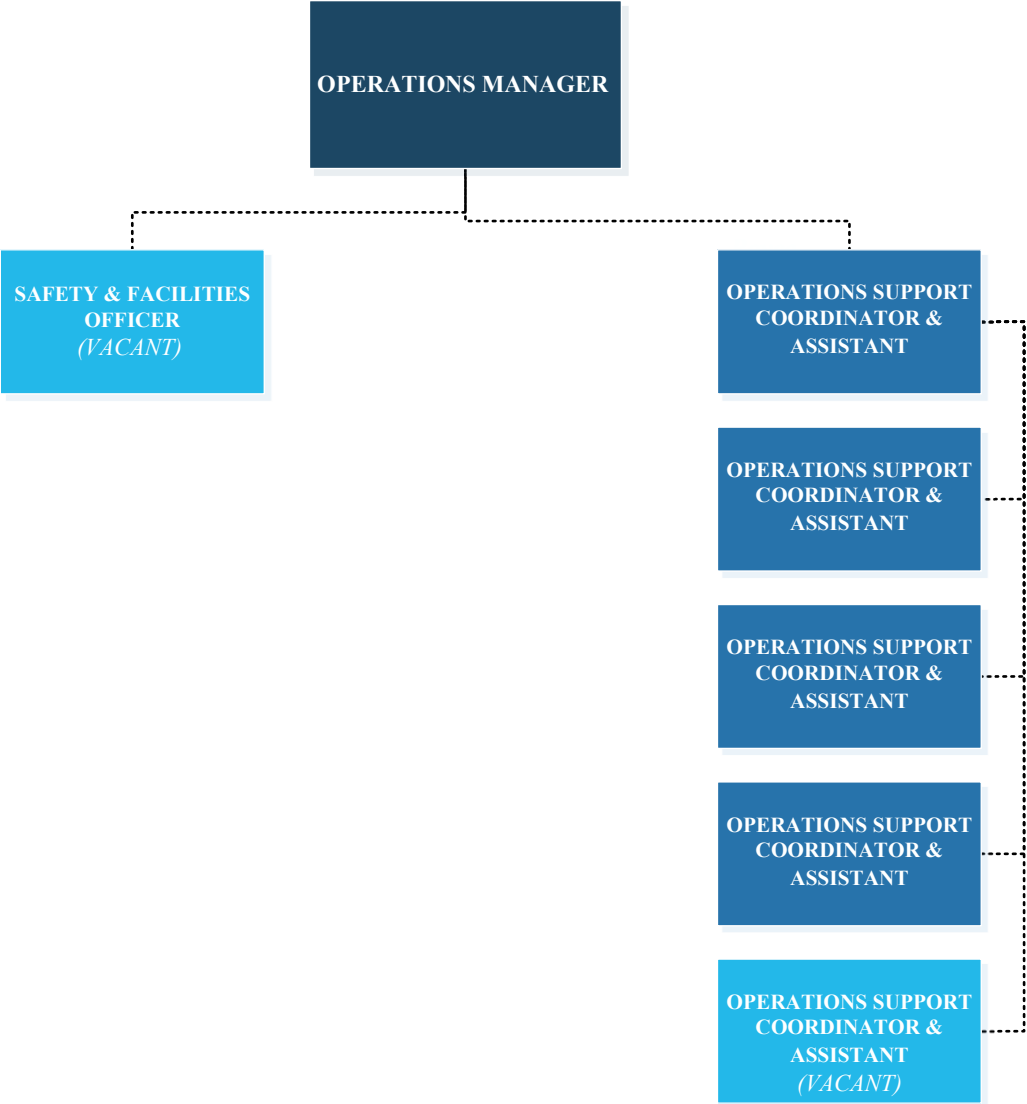 OPERATIONS MANAGER
SAFETY & FACILITIES
OFFICER
(VACANT)
OPERATIONS SUPPORT
COORDINATOR &
ASSISTANT
OPERATIONS SUPPORT
COORDINATOR &
ASSISTANT
OPERATIONS SUPPORT
COORDINATOR &
ASSISTANT
OPERATIONS SUPPORT
COORDINATOR &
ASSISTANT
OPERATIONS SUPPORT
COORDINATOR &
ASSISTANT
(VACANT)